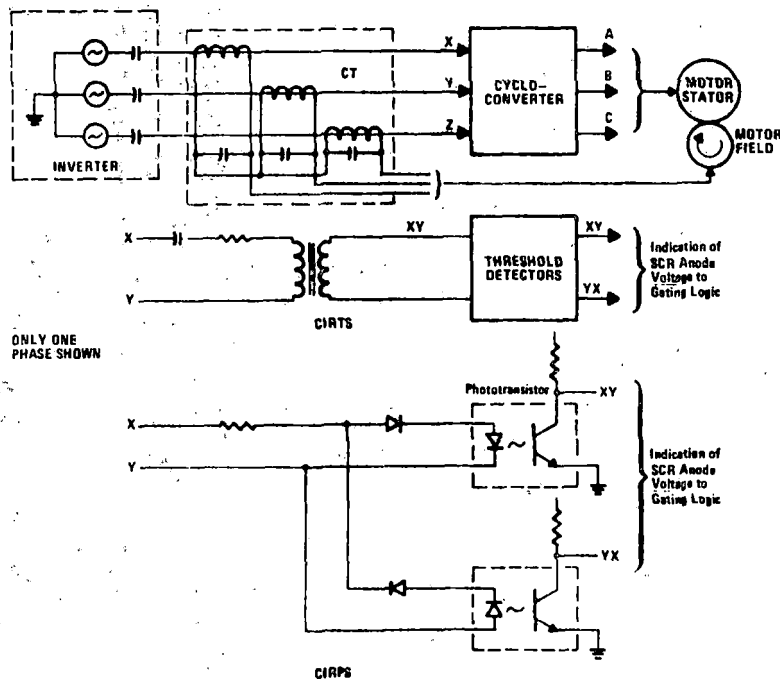 INVERTER
CT
X
Y
Z
CYCLO-
CONVERTER
A
B
C
MOTOR
STATOR
MOTOR
FIELD
X
Y
XY
THRESHOLD
DETECTORS
XY
YX
Indication of
SCR Anode
Voltage to
Gating Logic
CIRTS
ONLY ONE
PHASE SHOWN
X
Y
Phototransistor
XY
YX
Indication of
SCR Anode
Voltage to
Gating Logic
CIRPS